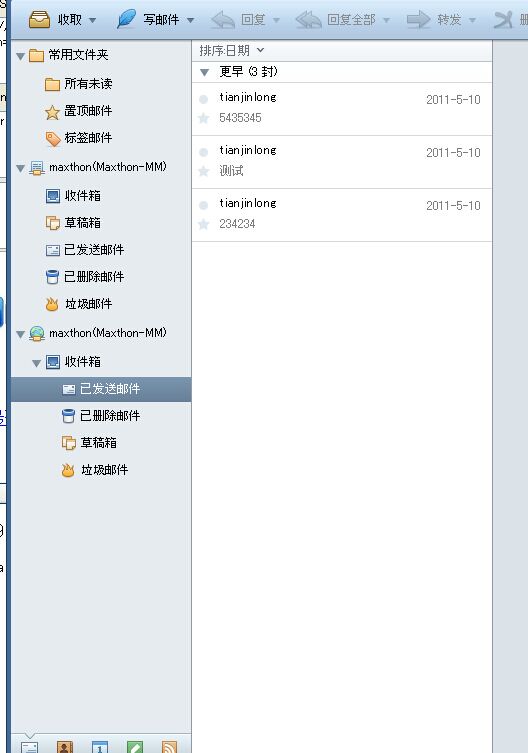 收取 写邮件 回复 回复全部 转发
常用文件夹
所有未读
置顶邮件
标签邮件
maxthon(Maxthon-MM)
收件箱
草稿箱
已发送邮件
已删除邮件
垃圾邮件
maxthon(Maxthon-MM)
收件箱
已发送邮件
已删除邮件
草稿箱
垃圾邮件
排序:日期
更早 (3 封)
tianjinlong 2011-5-10
5435345
tianjinlong 2011-5-10
测试
tianjinlong 2011-5-10
234234